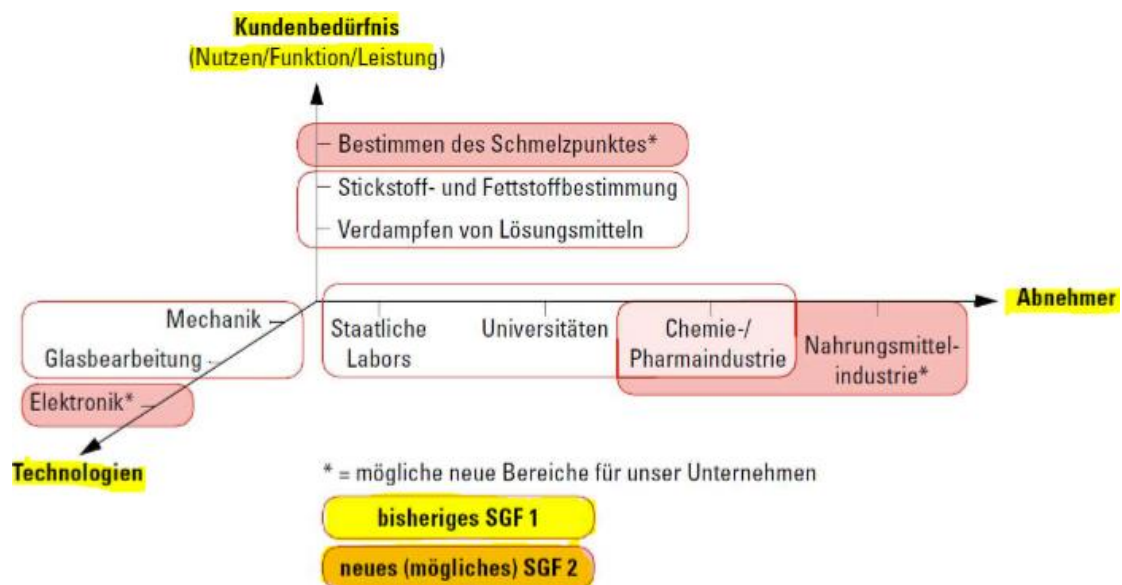 Kundenbedürfnis
(Nutzen/Funktion/Leistung)
Bestimmen des Schmelzpunktes*
Stickstoff- und Fettstoffbestimmung
Verdampfen von Lösungsmitteln
Abnehmer
Mechanik
Glasbearbeitung
Elektronik*
Technologien
Staatliche
Labors
Universitäten
Chemie-/
Pharmaindustrie
Nahrungsmittel-
industrie*
* = mögliche neue Bereiche für unser Unternehmen
bisheriges SGF 1
neues (mögliches) SGF 2